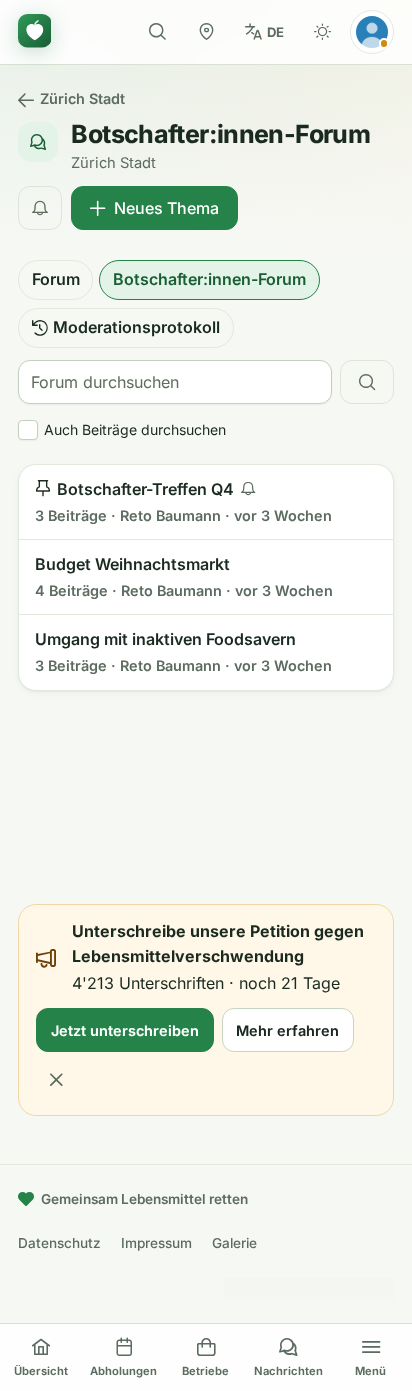 DE
Zürich Stadt
Botschafter:innen-Forum
Zürich Stadt
Neues Thema
Forum
Botschafter:innen-Forum
Moderationsprotokoll
Forum durchsuchen
Auch Beiträge durchsuchen
Botschafter-Treffen Q4
3 Beiträge · Reto Baumann · vor 3 Wochen
Budget Weihnachtsmarkt
4 Beiträge · Reto Baumann · vor 3 Wochen
Umgang mit inaktiven Foodsavern
3 Beiträge · Reto Baumann · vor 3 Wochen
Unterschreibe unsere Petition gegen
Lebensmittelverschwendung
4'213 Unterschriften · noch 21 Tage
Jetzt unterschreiben
Mehr erfahren
Gemeinsam Lebensmittel retten
Datenschutz Impressum Galerie
Übersicht Abholungen Betriebe Nachrichten Menü